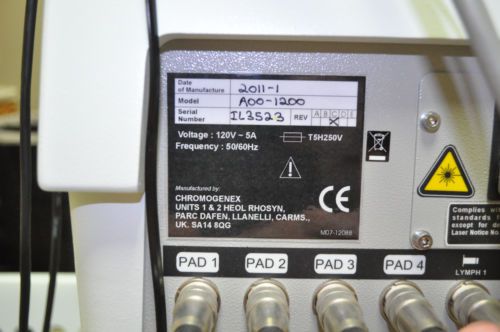 Date of Manufacture 2011-1
Model A00-1200
Serial Number IL3523 REV A B C D E
Voltage : 120V ~ 5A T5H250V
Frequency : 50/60Hz
Manufactured by:
CHROMOGENEX
UNITS 1 & 2 HEOL RHOSYN,
PARC DAFEN, LLANELLI, CARMS.,
UK. SA14 8QG
CE
M07-12088
Complies wi
standards f
except for de
Laser Notice No.
PAD 1 PAD 2 PAD 3 PAD 4
LYMPH 1